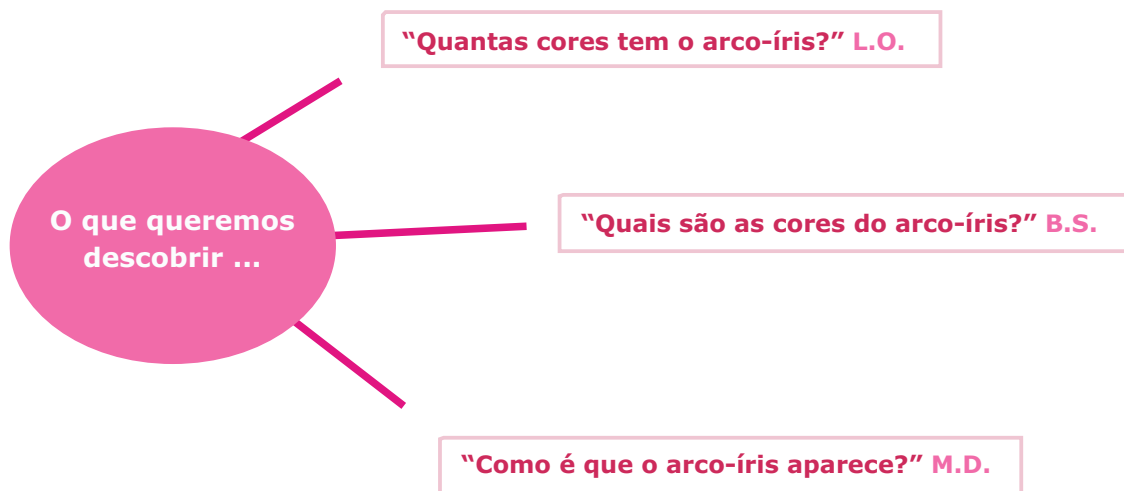 “Quantas cores tem o arco-íris?” L.O.
O que queremos
descobrir ...
“Quais são as cores do arco-íris?” B.S.
“Como é que o arco-íris aparece?” M.D.